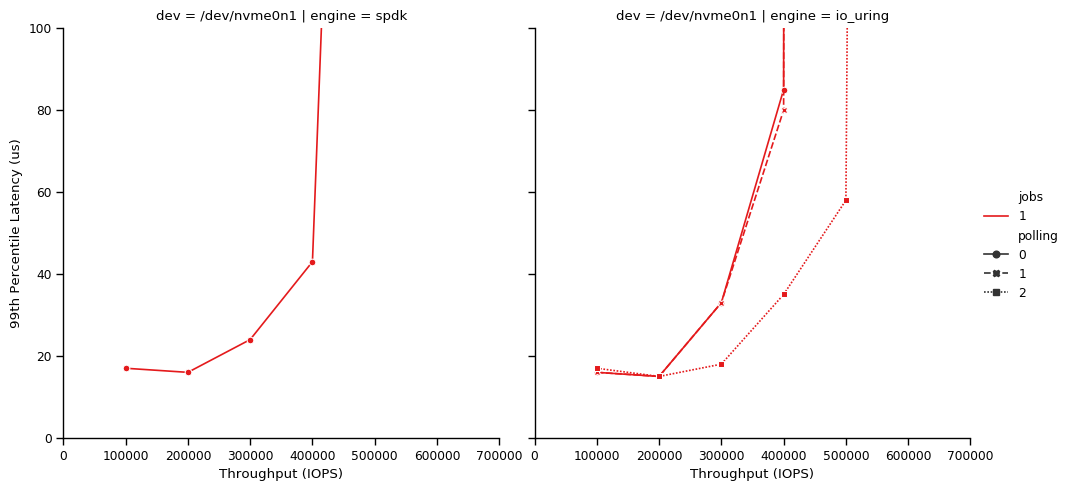 dev = /dev/nvme0n1 | engine = spdk
dev = /dev/nvme0n1 | engine = io_uring
99th Percentile Latency (us)
100
80
60
40
20
0
0 100000 200000 300000 400000 500000 600000 700000
Throughput (IOPS)
0 100000 200000 300000 400000 500000 600000 700000
Throughput (IOPS)
jobs
1
polling
0
1
2